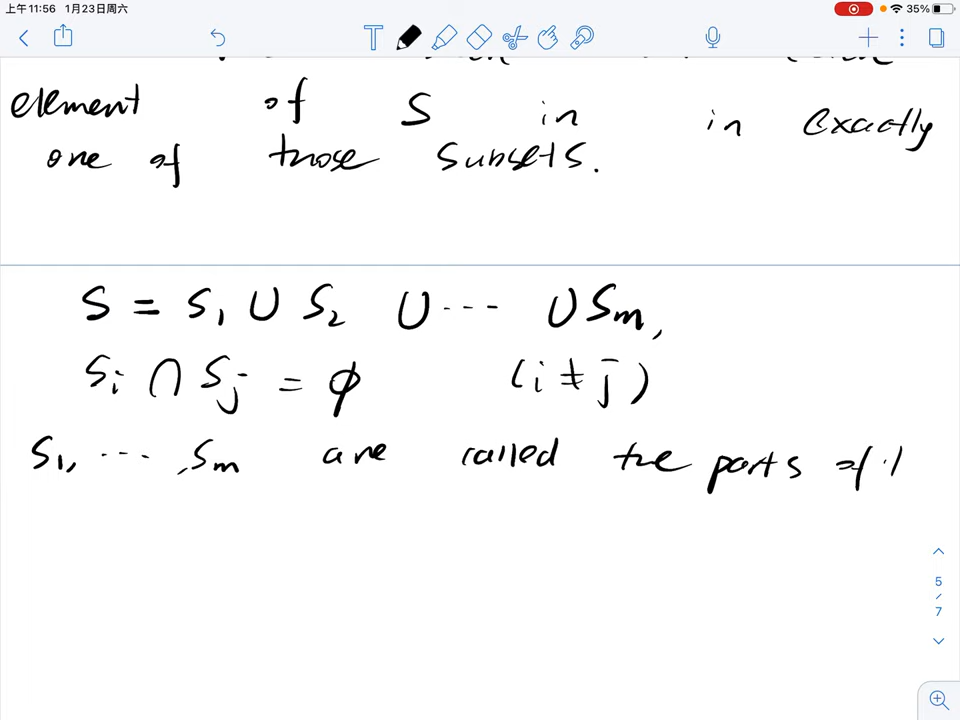 上午11:56 1月23日周六 35%
element of S in in exactly
one of those subsets.
S = S₁ ∪ S₂ ∪ ··· ∪ Sₘ,
Sᵢ ∩ Sⱼ = ϕ (i ≠ j)
S₁, ··· , Sₘ are called the parts of
5
/
7